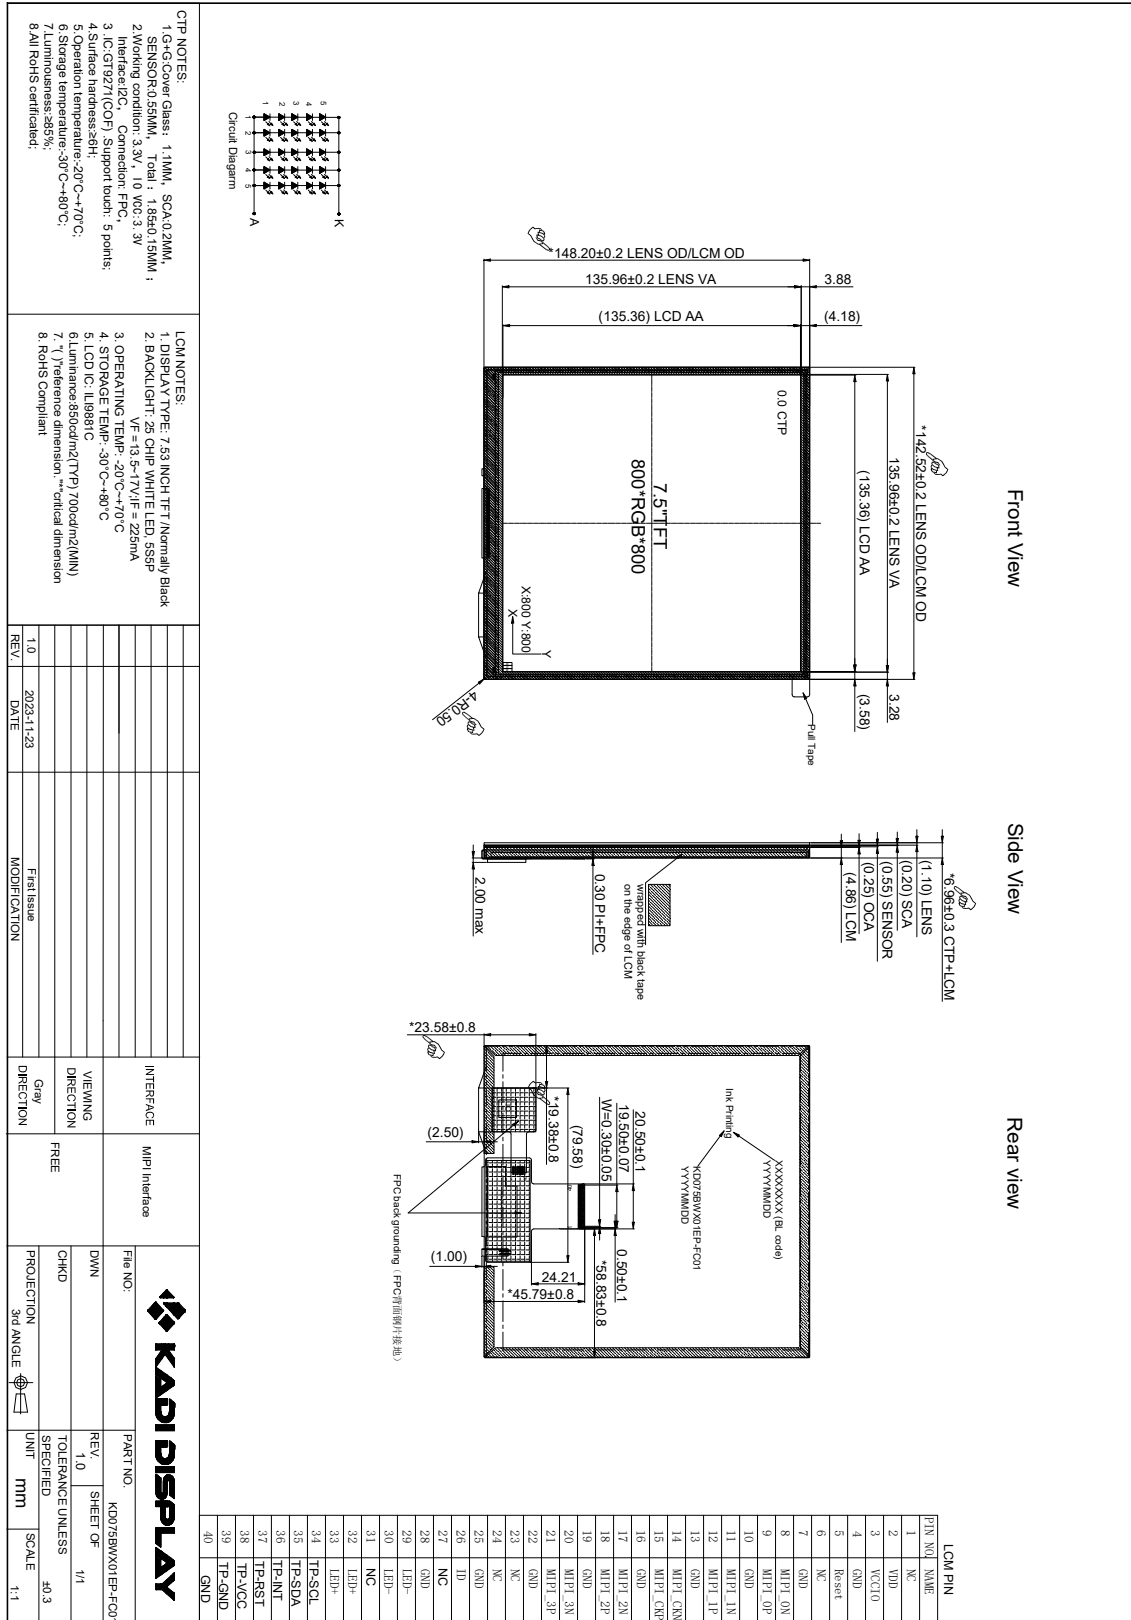 Front View
Side View
Rear view
*142.52±0.2 LENS OD/LCM OD
135.96±0.2 LENS VA
(135.36) LCD AA
3.28
(3.58)
*148.20±0.2 LENS OD/LCM OD
135.96±0.2 LENS VA
(135.36) LCD AA
3.88
(4.18)
0.0 CTP
7.5"TFT
800*RGB*800
X:800 Y:800
X
Y
4-R0.50
Pull Tape
*6.96±0.3 CTP+LCM
(1.10) LENS
(0.20) SCA
(0.55) SENSOR
(0.25) OCA
(4.86) LCM
wrapped with black tape
on the edge of LCM
0.30 PI+FPC
2.00 max
Ink Printing
XXXXXXXX (BL code)
YYYYMMDD
KD075BWX01EP-FC01
YYYYMMDD
20.50±0.1
19.50±0.07
W=0.30±0.05
0.50±0.1
*58.83±0.8
(79.58)
*19.38±0.8
*23.58±0.8
24.21
*45.79±0.8
(2.50)
(1.00)
FPC back grounding（FPC背面钢片接地）
1 2 3 4 5
1 2 3 4 5
K
A
Circuit Diagarm
LCM PIN
PIN NO. NAME
1 NC
2 VDD
3 VCCIO
4 GND
5 Reset
6 NC
7 GND
8 MIPI_0N
9 MIPI_0P
10 GND
11 MIPI_1N
12 MIPI_1P
13 GND
14 MIPI_CKN
15 MIPI_CKP
16 GND
17 MIPI_2N
18 MIPI_2P
19 GND
20 MIPI_3N
21 MIPI_3P
22 GND
23 NC
24 NC
25 GND
26 ID
27 NC
28 GND
29 LED-
30 LED-
31 NC
32 LED+
33 LED+
34 TP-SCL
35 TP-SDA
36 TP-INT
37 TP-RST
38 TP-VCC
39 TP-GND
40 GND
CTP NOTES:
1.G+G:Cover Glass: 1.1MM, SCA:0.2MM,
SENSOR:0.55MM, Total : 1.85±0.15MM ;
2.Working condition: 3.3V, IO VCC:3.3V
Interface:I2C, Connection: FPC,
3 .IC:GT9271(COF) ,Support touch: 5 points;
4.Surface hardness:≥6H;
5.Operation temperature:-20°C~+70°C;
6.Storage temperature:-30°C~+80°C;
7.Luminousness:≥85%;
8.All RoHS certificated;
LCM NOTES:
1. DISPLAY TYPE: 7.53 INCH TFT /Normally Black
2. BACKLIGHT: 25 CHIP WHITE LED, 5S5P
VF =13.5~17V;IF = 225mA
3. OPERATING TEMP: -20°C~+70°C
4. STORAGE TEMP: -30°C~+80°C
5. LCD IC: ILI9881C
6.Luminance:850cd/m2(TYP) 700cd/m2(MIN)
7. "( )"reference dimension. "*"critical dimension
8. RoHS Compliant
1.0 2023-11-23 First Issue
REV. DATE MODIFICATION
INTERFACE MIPI Interface
VIEWING DIRECTION FREE
Gray DIRECTION
KADI DISPLAY
File NO:
PART NO. KD075BWX01EP-FC01
DWN
REV. 1.0
SHEET OF 1/1
CHKD
TOLERANCE UNLESS
SPECIFIED ±0.3
PROJECTION 3rd ANGLE
UNIT mm
SCALE 1:1